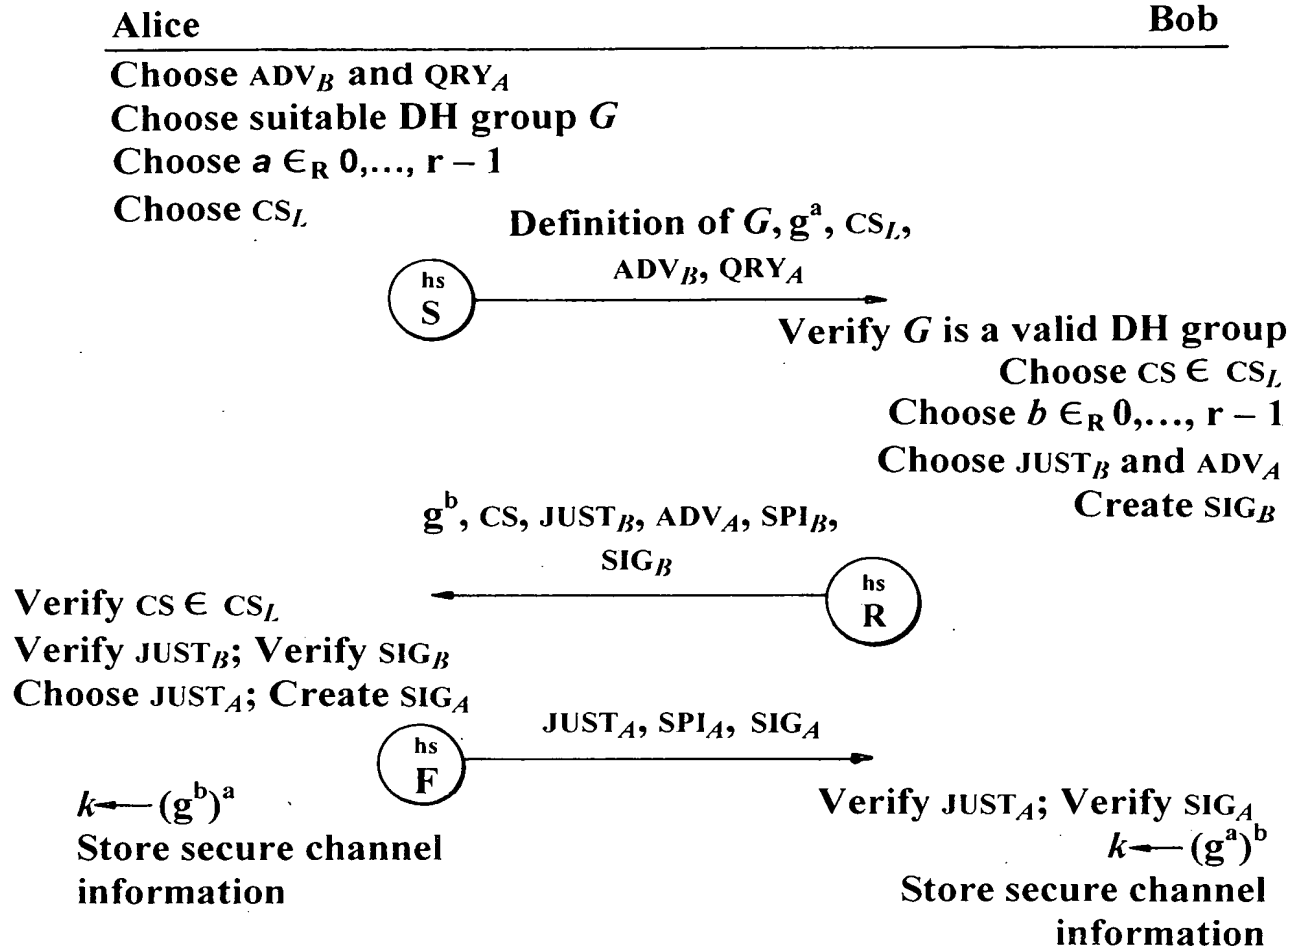 Alice
Bob
Choose ADV_B and QRY_A
Choose suitable DH group G
Choose a ∈_R 0,..., r – 1
Choose CS_L
Definition of G, g^a, CS_L,
ADV_B, QRY_A
hs
S
Verify G is a valid DH group
Choose CS ∈ CS_L
Choose b ∈_R 0,..., r – 1
Choose JUST_B and ADV_A
Create SIG_B
g^b, CS, JUST_B, ADV_A, SPI_B,
SIG_B
hs
R
Verify CS ∈ CS_L
Verify JUST_B; Verify SIG_B
Choose JUST_A; Create SIG_A
JUST_A, SPI_A, SIG_A
hs
F
k ← (g^b)^a
Store secure channel
information
Verify JUST_A; Verify SIG_A
k ← (g^a)^b
Store secure channel
information